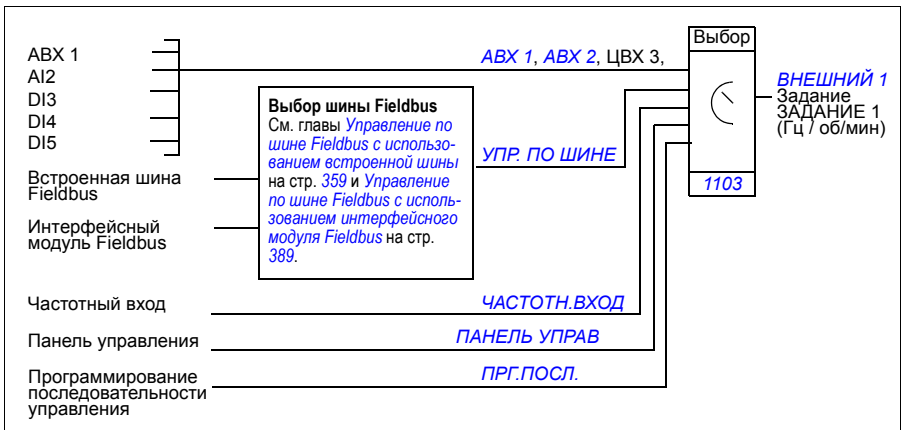 АВХ 1
AI2
DI3
DI4
DI5
Встроенная шина
Fieldbus
Интерфейсный
модуль Fieldbus
Частотный вход
Панель управления
Программирование
последовательности
управления
Выбор шины Fieldbus
См. главы Управление по
шине Fieldbus с использо-
ванием встроенной шины
на стр. 359 и Управление
по шине Fieldbus с исполь-
зованием интерфейсного
модуля Fieldbus на стр.
389.
АВХ 1, АВХ 2, ЦВХ 3,
УПР. ПО ШИНЕ
ЧАСТОТН.ВХОД
ПАНЕЛЬ УПРАВ
ПРГ.ПОСЛ.
Выбор
1103
ВНЕШНИЙ 1
Задание
ЗАДАНИЕ 1
(Гц / об/мин)